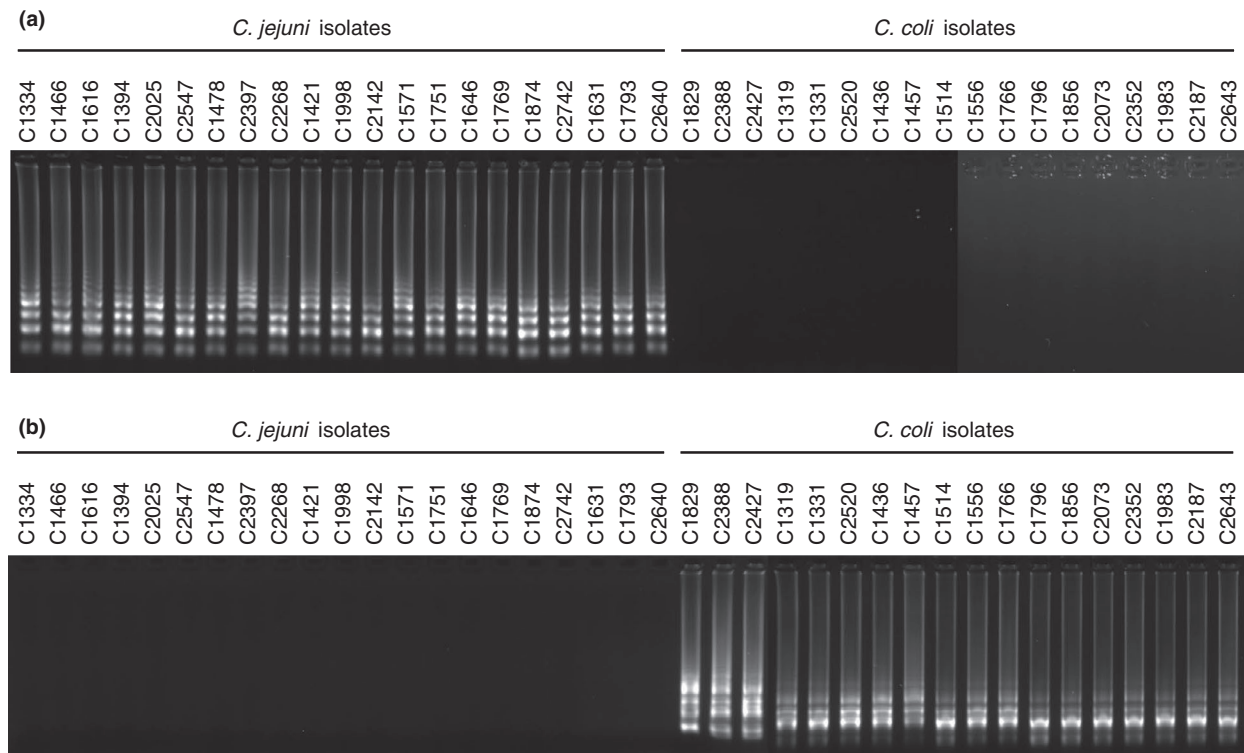 (a)
C. jejuni isolates
C. coli isolates
C1334 C1466 C1616 C1394 C2025 C2547 C1478 C2397 C2268 C1421 C1998 C2142 C1571 C1751 C1646 C1769 C1874 C2742 C1631 C1793 C2640 C1829 C2388 C2427 C1319 C1331 C2520 C1436 C1457 C1514 C1556 C1766 C1796 C1856 C2073 C2352 C1983 C2187 C2643
(b)
C. jejuni isolates
C. coli isolates
C1334 C1466 C1616 C1394 C2025 C2547 C1478 C2397 C2268 C1421 C1998 C2142 C1571 C1751 C1646 C1769 C1874 C2742 C1631 C1793 C2640 C1829 C2388 C2427 C1319 C1331 C2520 C1436 C1457 C1514 C1556 C1766 C1796 C1856 C2073 C2352 C1983 C2187 C2643